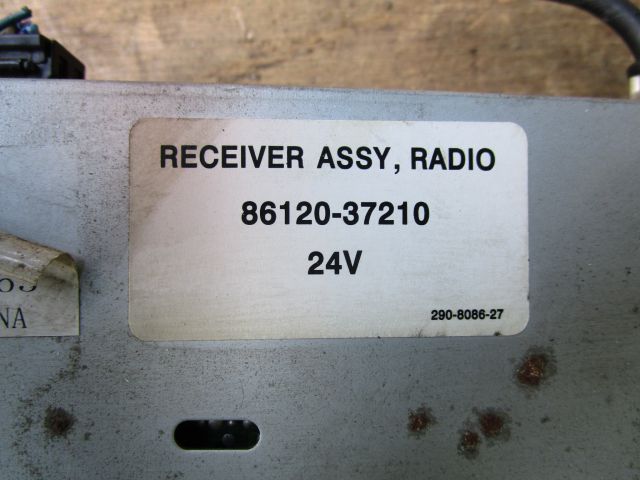 RECEIVER ASSY, RADIO
86120-37210
24V
290-8086-27
NA